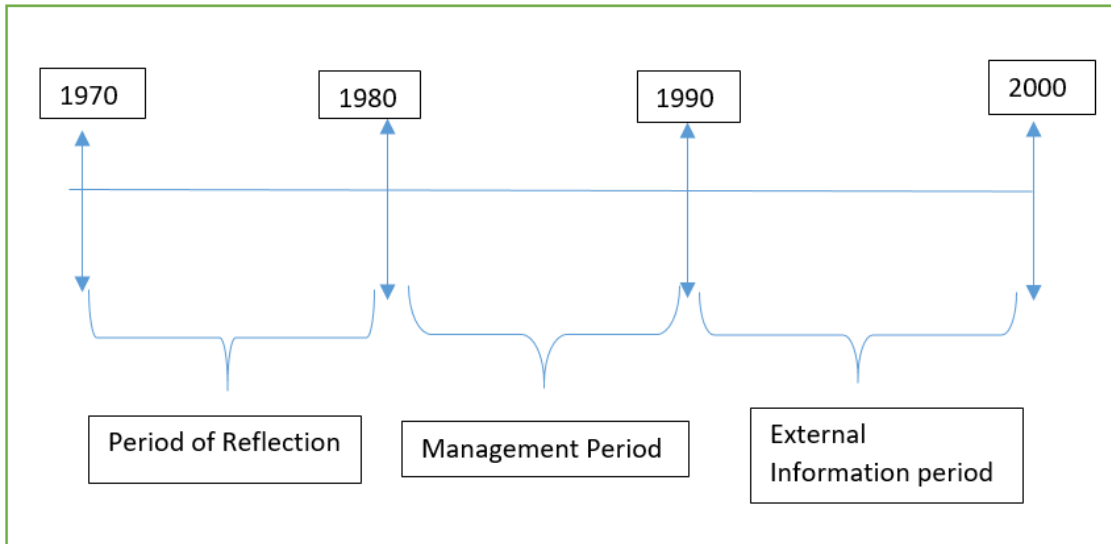 1970
1980
1990
2000
Period of Reflection
Management Period
External
Information period